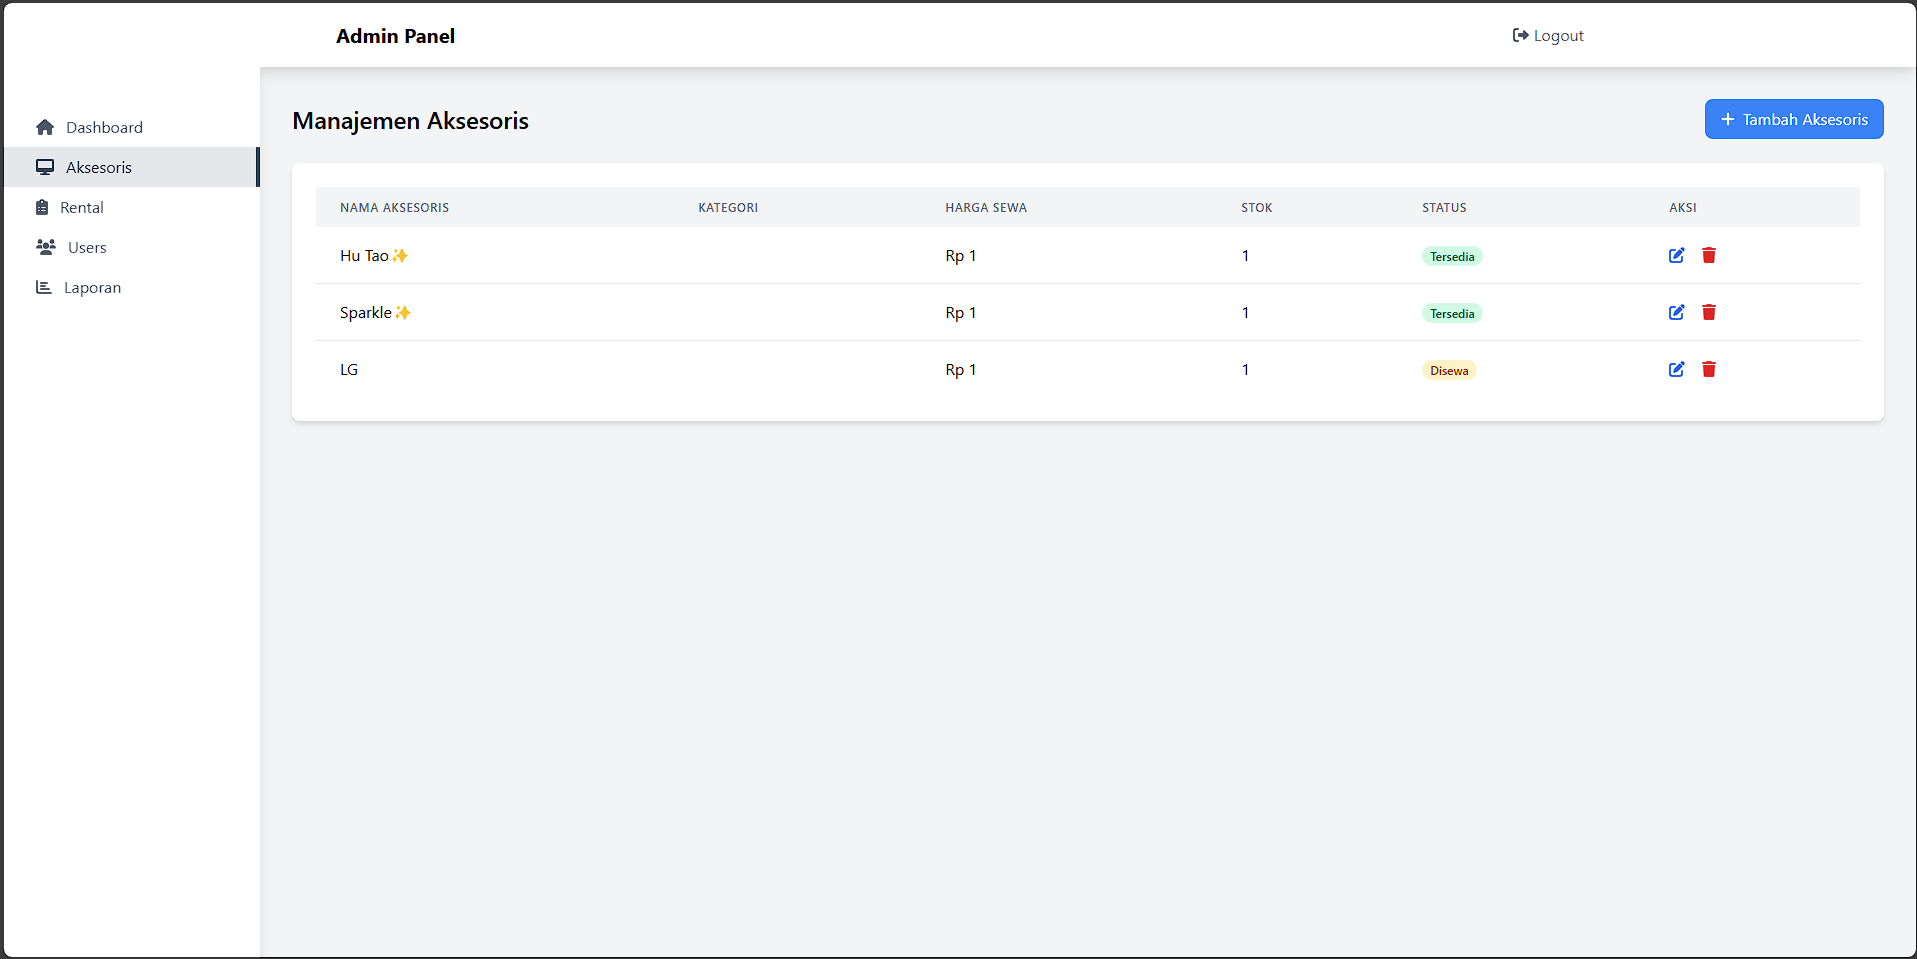 Admin Panel
Logout
Dashboard
Aksesoris
Rental
Users
Laporan
Manajemen Aksesoris
Tambah Aksesoris
NAMA AKSESORIS KATEGORI HARGA SEWA STOK STATUS AKSI
Hu Tao✨ Rp 1 1 Tersedia
Sparkle✨ Rp 1 1 Tersedia
LG Rp 1 1 Disewa